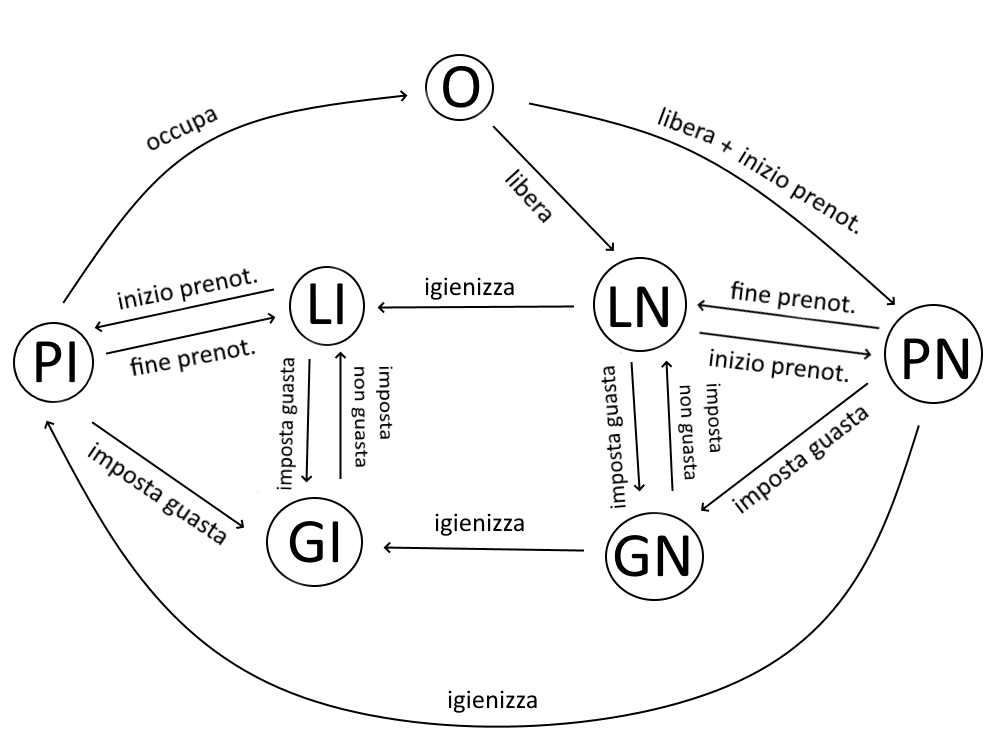 O
occupa
libera + inizio prenot.
libera
inizio prenot.
LI
igienizza
LN
fine prenot.
PI
fine prenot.
inizio prenot.
PN
imposta guasta
imposta
non guasta
imposta guasta
imposta
non guasta
imposta guasta
imposta guasta
GI
igienizza
GN
igienizza